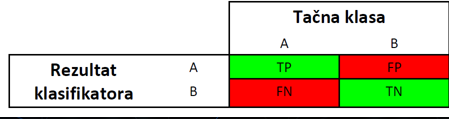 Tačna klasa
A B
Rezultat klasifikatora
A TP FP
B FN TN